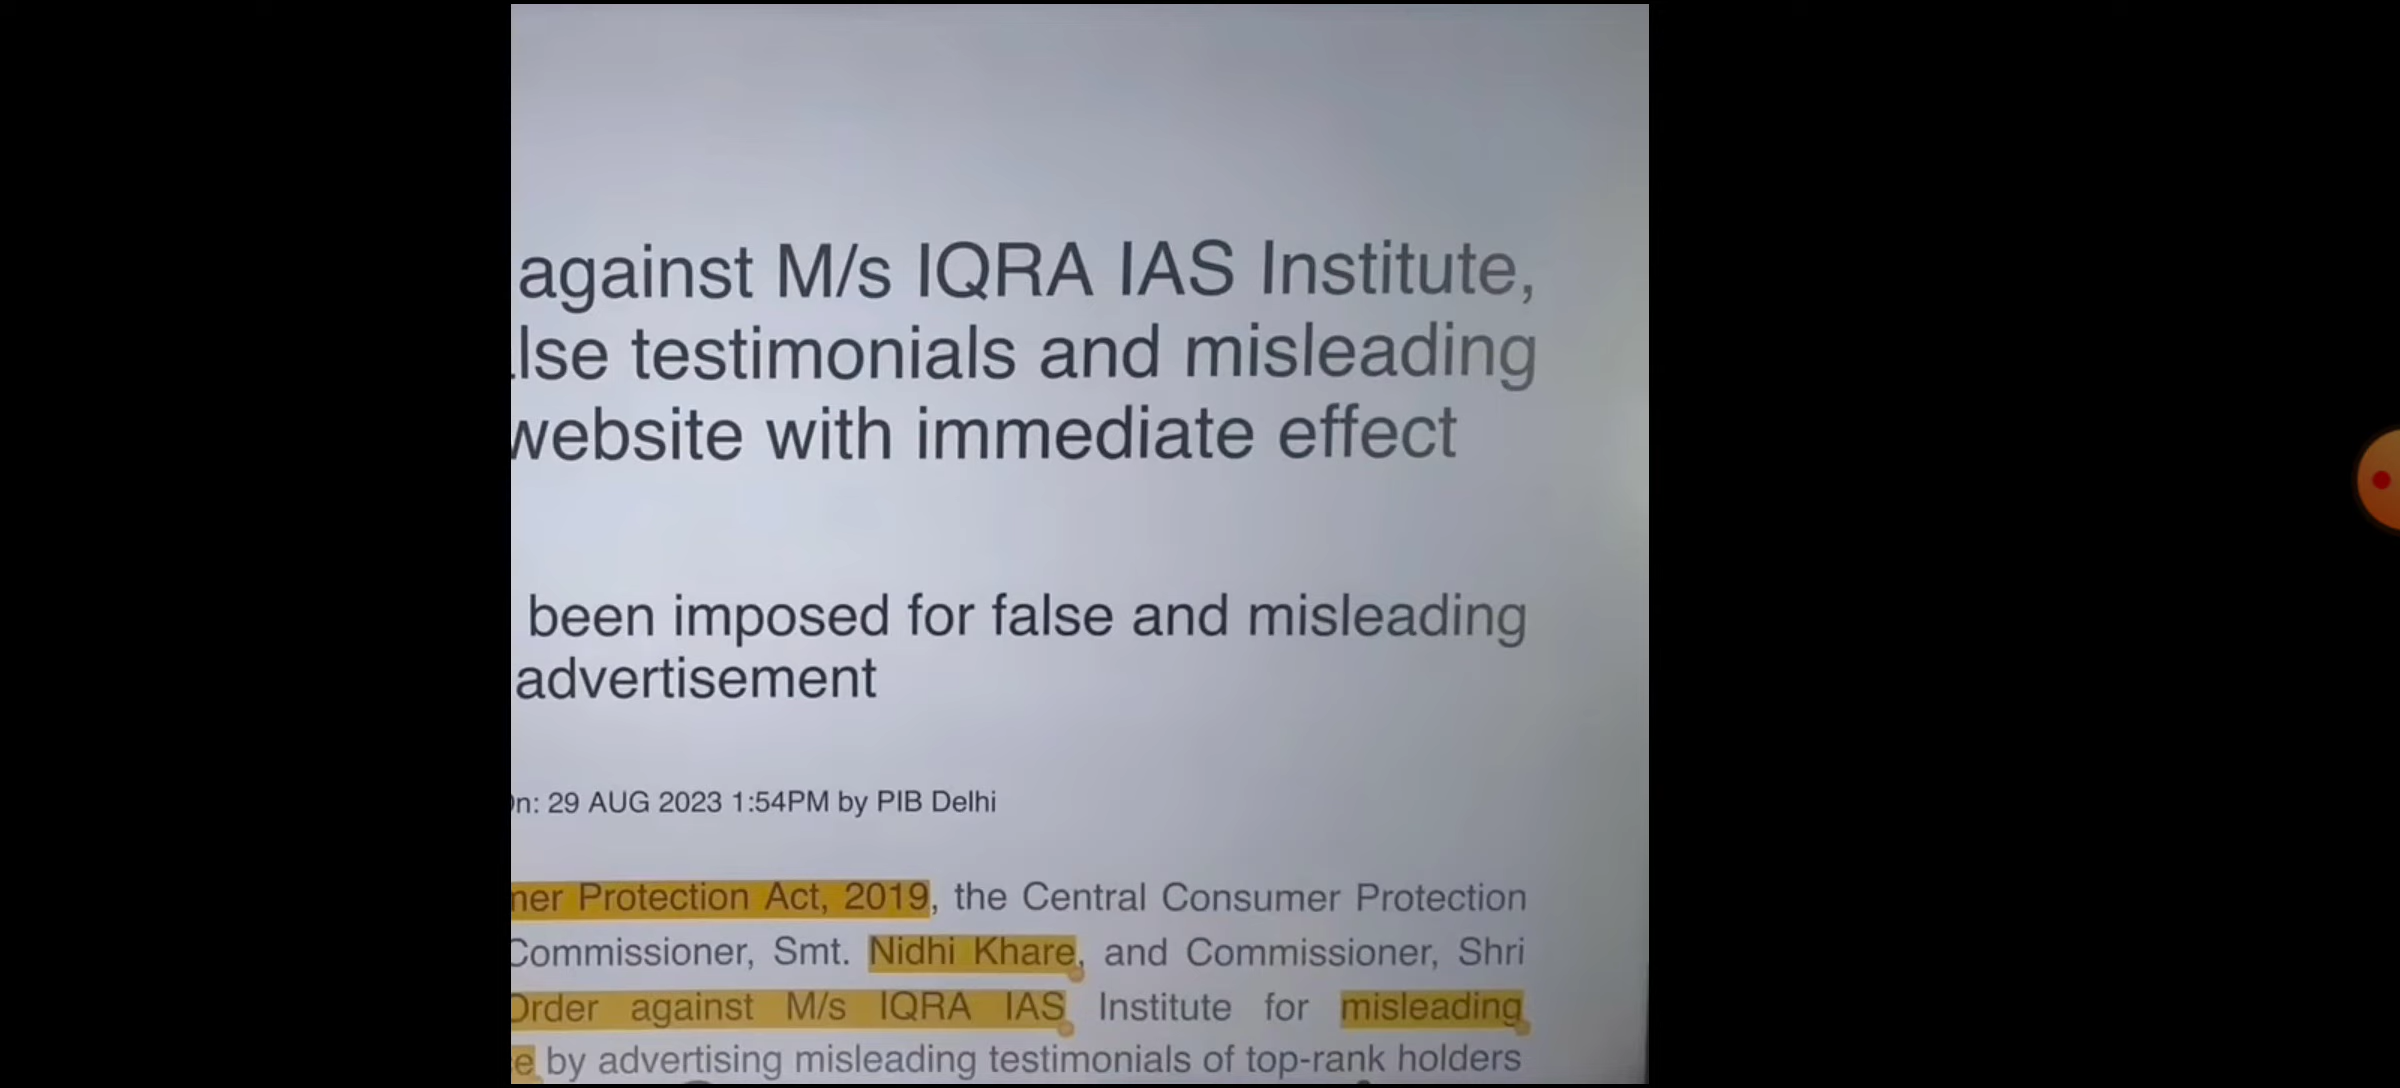 against M/s IQRA IAS Institute,
lse testimonials and misleading
website with immediate effect
been imposed for false and misleading
advertisement
n: 29 AUG 2023 1:54PM by PIB Delhi
ner Protection Act, 2019, the Central Consumer Protection
Commissioner, Smt. Nidhi Khare, and Commissioner, Shri
Order against M/s IQRA IAS Institute for misleading
e by advertising misleading testimonials of top-rank holders